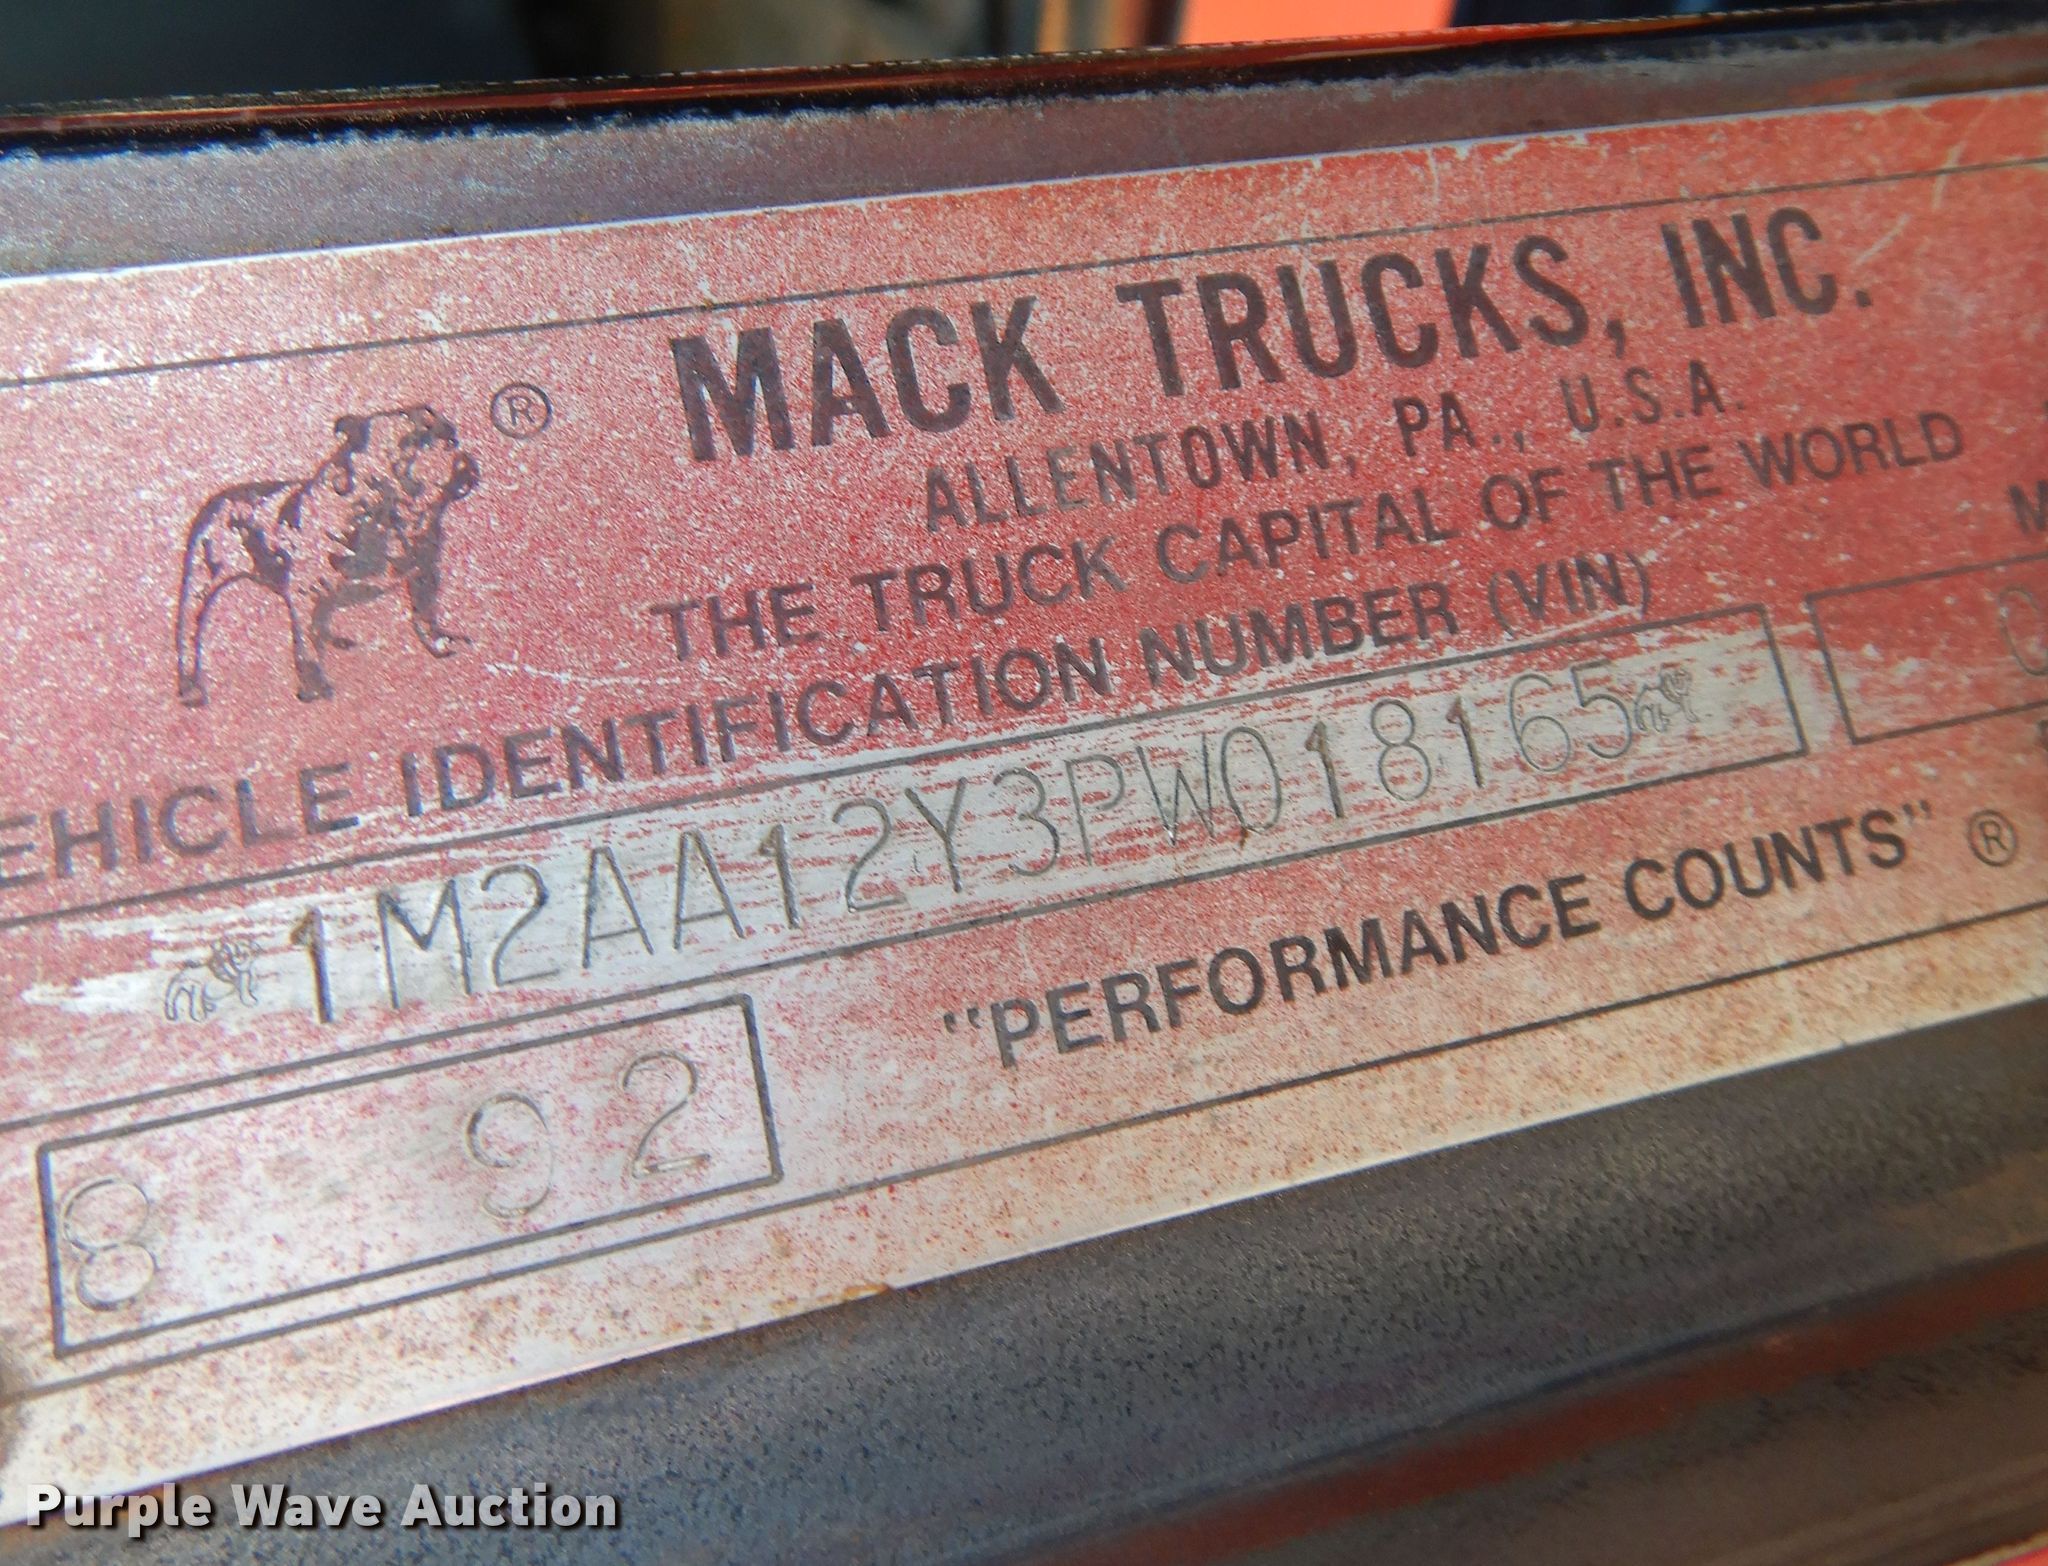 MACK TRUCKS, INC.
ALLENTOWN, PA., U.S.A.
THE TRUCK CAPITAL OF THE WORLD
EHICLE IDENTIFICATION NUMBER (VIN)
1M2AA12Y3PW018165
8 92
"PERFORMANCE COUNTS" ®
Purple Wave Auction